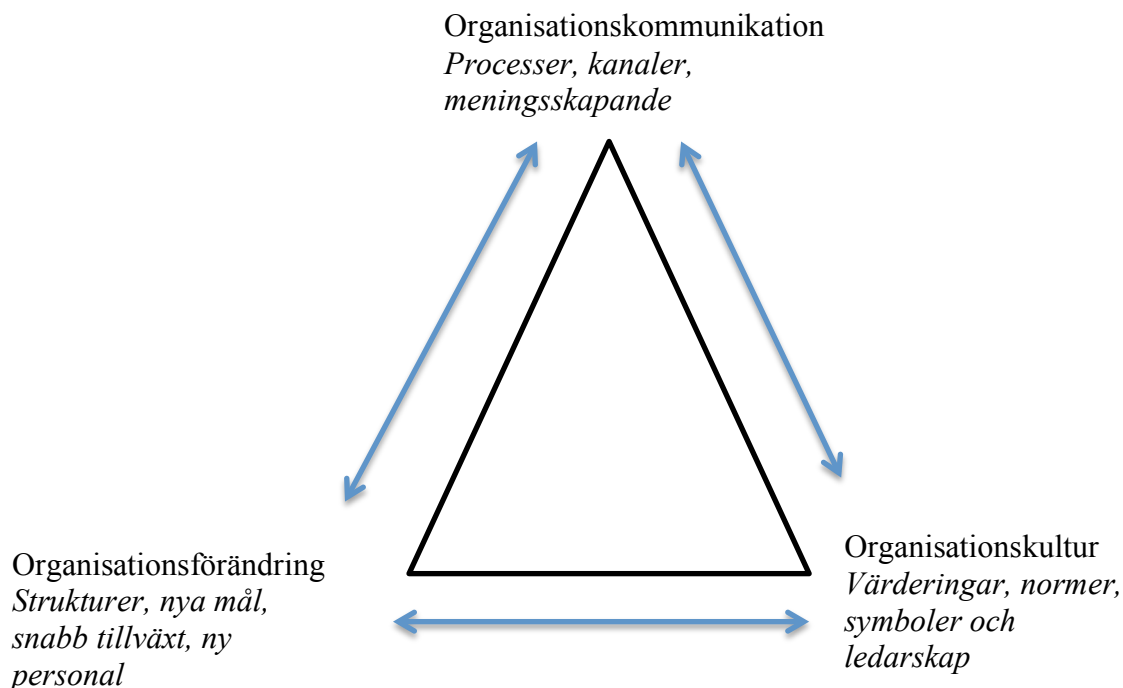 Organisationskommunikation
Processer, kanaler,
meningsskapande
Organisationsförändring
Strukturer, nya mål,
snabb tillväxt, ny
personal
Organisationskultur
Värderingar, normer,
symboler och
ledarskap